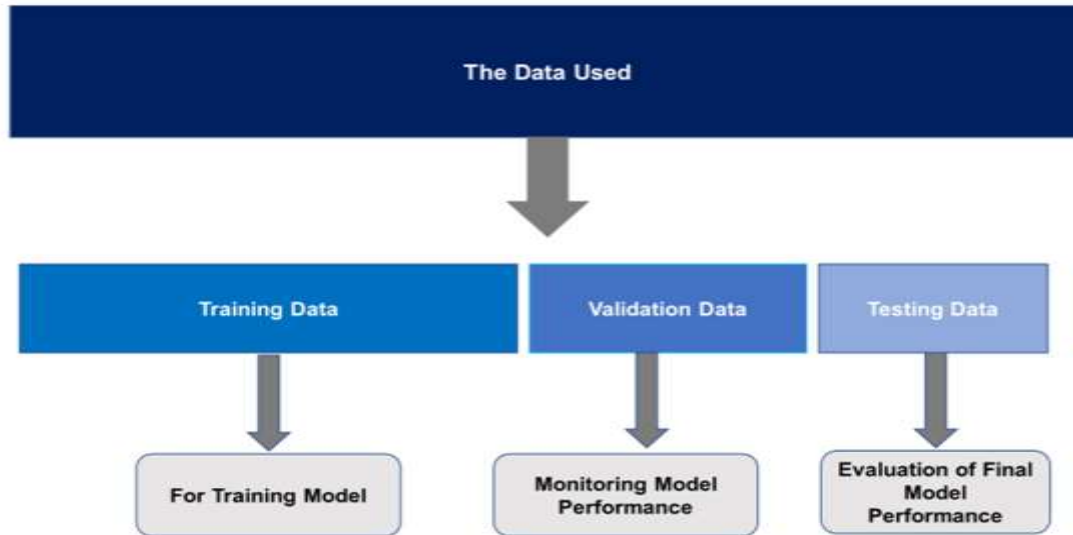 The Data Used
Training Data
Validation Data
Testing Data
For Training Model
Monitoring Model
Performance
Evaluation of Final
Model
Performance